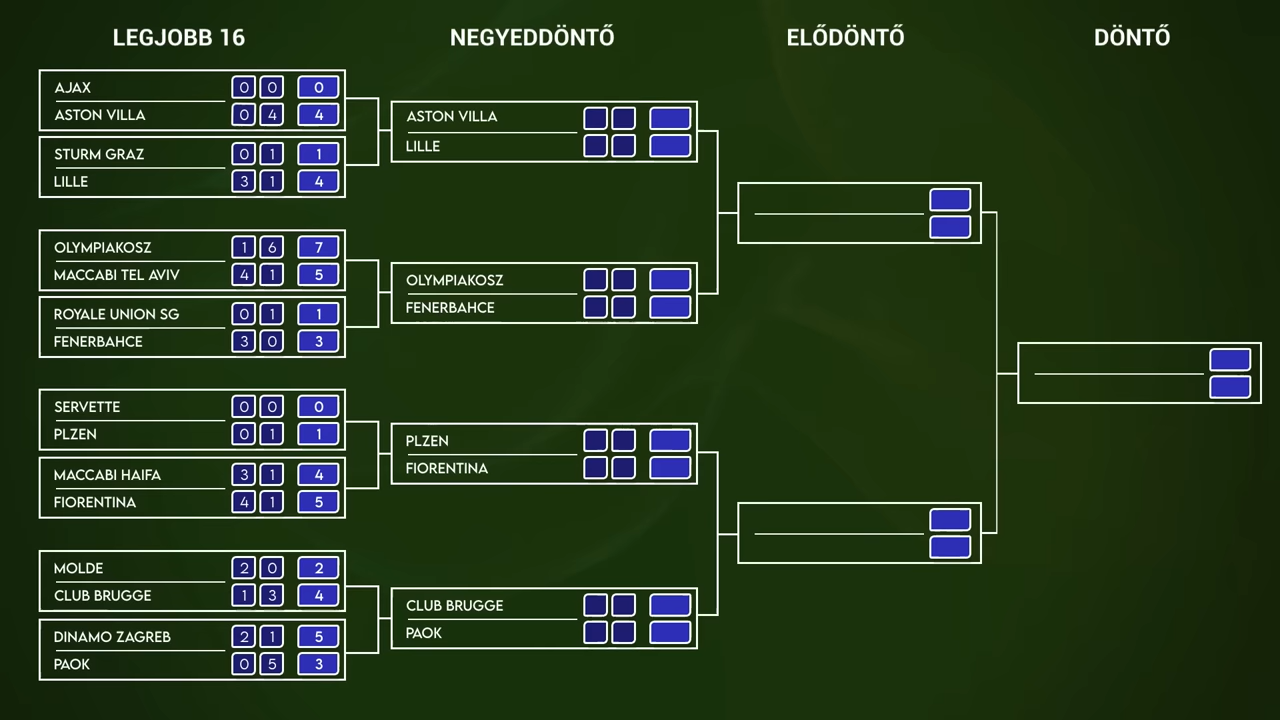 LEGJOBB 16
NEGYEDDÖNTŐ
ELŐDÖNTŐ
DÖNTŐ
AJAX 0 0 0
ASTON VILLA 0 4 4
STURM GRAZ 0 1 1
LILLE 3 1 4
OLYMPIAKOSZ 1 6 7
MACCABI TEL AVIV 4 1 5
ROYALE UNION SG 0 1 1
FENERBAHCE 3 0 3
SERVETTE 0 0 0
PLZEN 0 1 1
MACCABI HAIFA 3 1 4
FIORENTINA 4 1 5
MOLDE 2 0 2
CLUB BRUGGE 1 3 4
DINAMO ZAGREB 2 1 5
PAOK 0 5 3
ASTON VILLA
LILLE
OLYMPIAKOSZ
FENERBAHCE
PLZEN
FIORENTINA
CLUB BRUGGE
PAOK